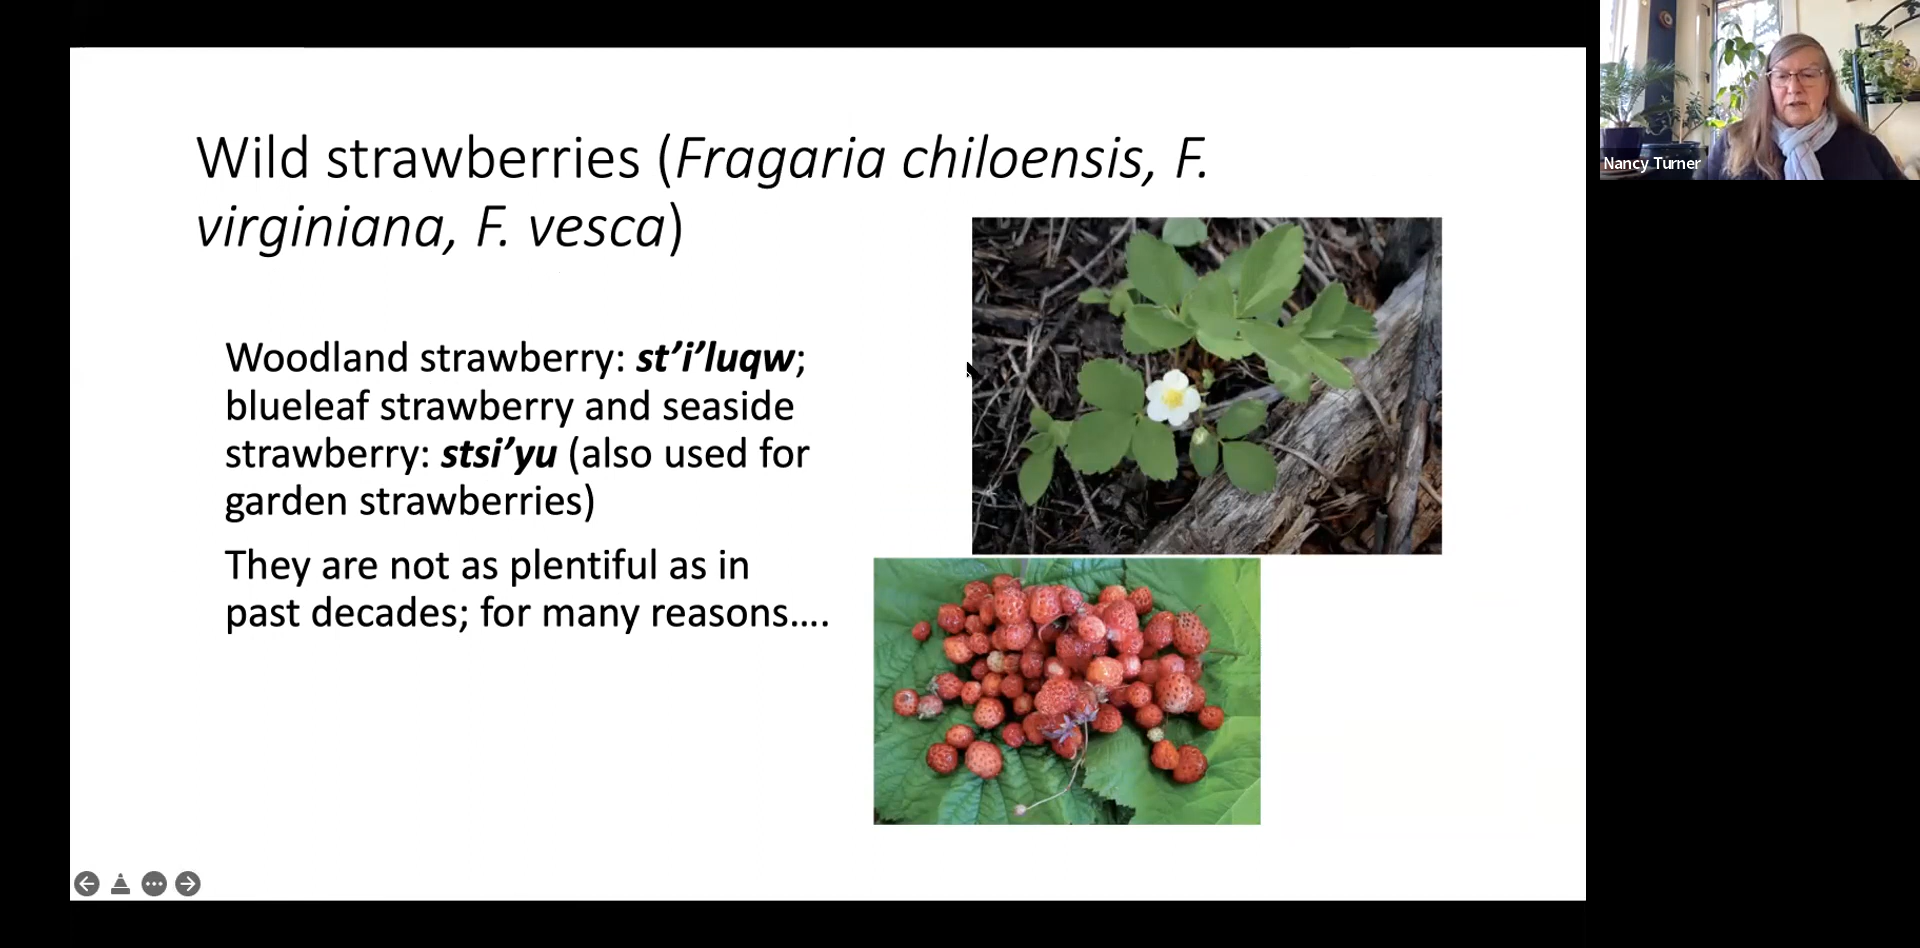 Wild strawberries (Fragaria chiloensis, F.
virginiana, F. vesca)
Woodland strawberry: st’i’luqw;
blueleaf strawberry and seaside
strawberry: stsi’yu (also used for
garden strawberries)
They are not as plentiful as in
past decades; for many reasons....
Nancy Turner